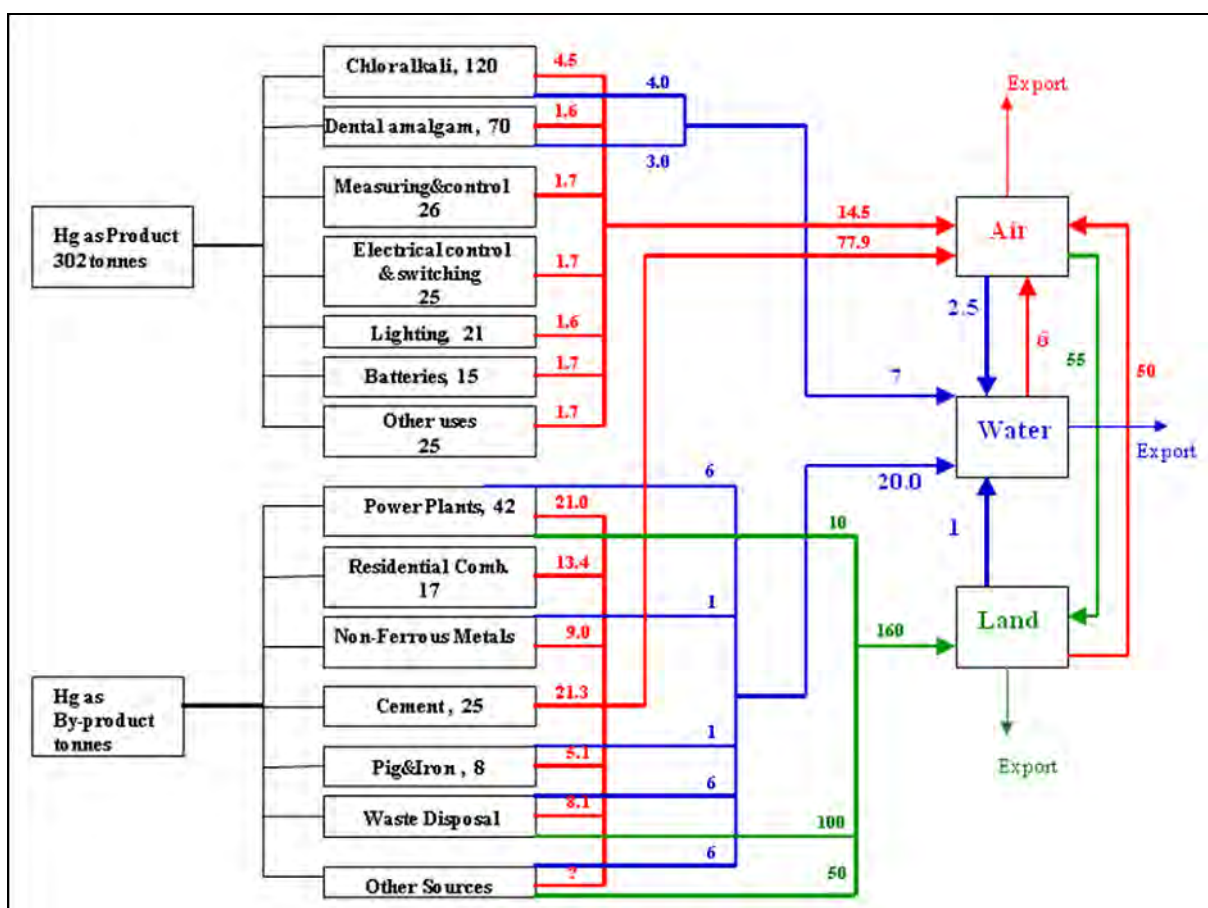 Hg as Product
302 tonnes
Chloralkali, 120
Dental amalgam, 70
Measuring&control
26
Electrical control
& switching
25
Lighting, 21
Batteries, 15
Other uses
25
4.5
4.0
1.6
3.0
1.7
1.7
1.6
1.7
1.7
14.5
77.9
7
Hg as
By-product
tonnes
Power Plants, 42
Residential Comb.
17
Non-Ferrous Metals
Cement , 25
Pig&Iron , 8
Waste Disposal
Other Sources
6
21.0
10
13.4
1
9.0
21.3
1
5.1
6
8.1
100
6
?
50
20.0
160
Export
Air
2.5
8
55
50
Water
Export
1
Land
Export